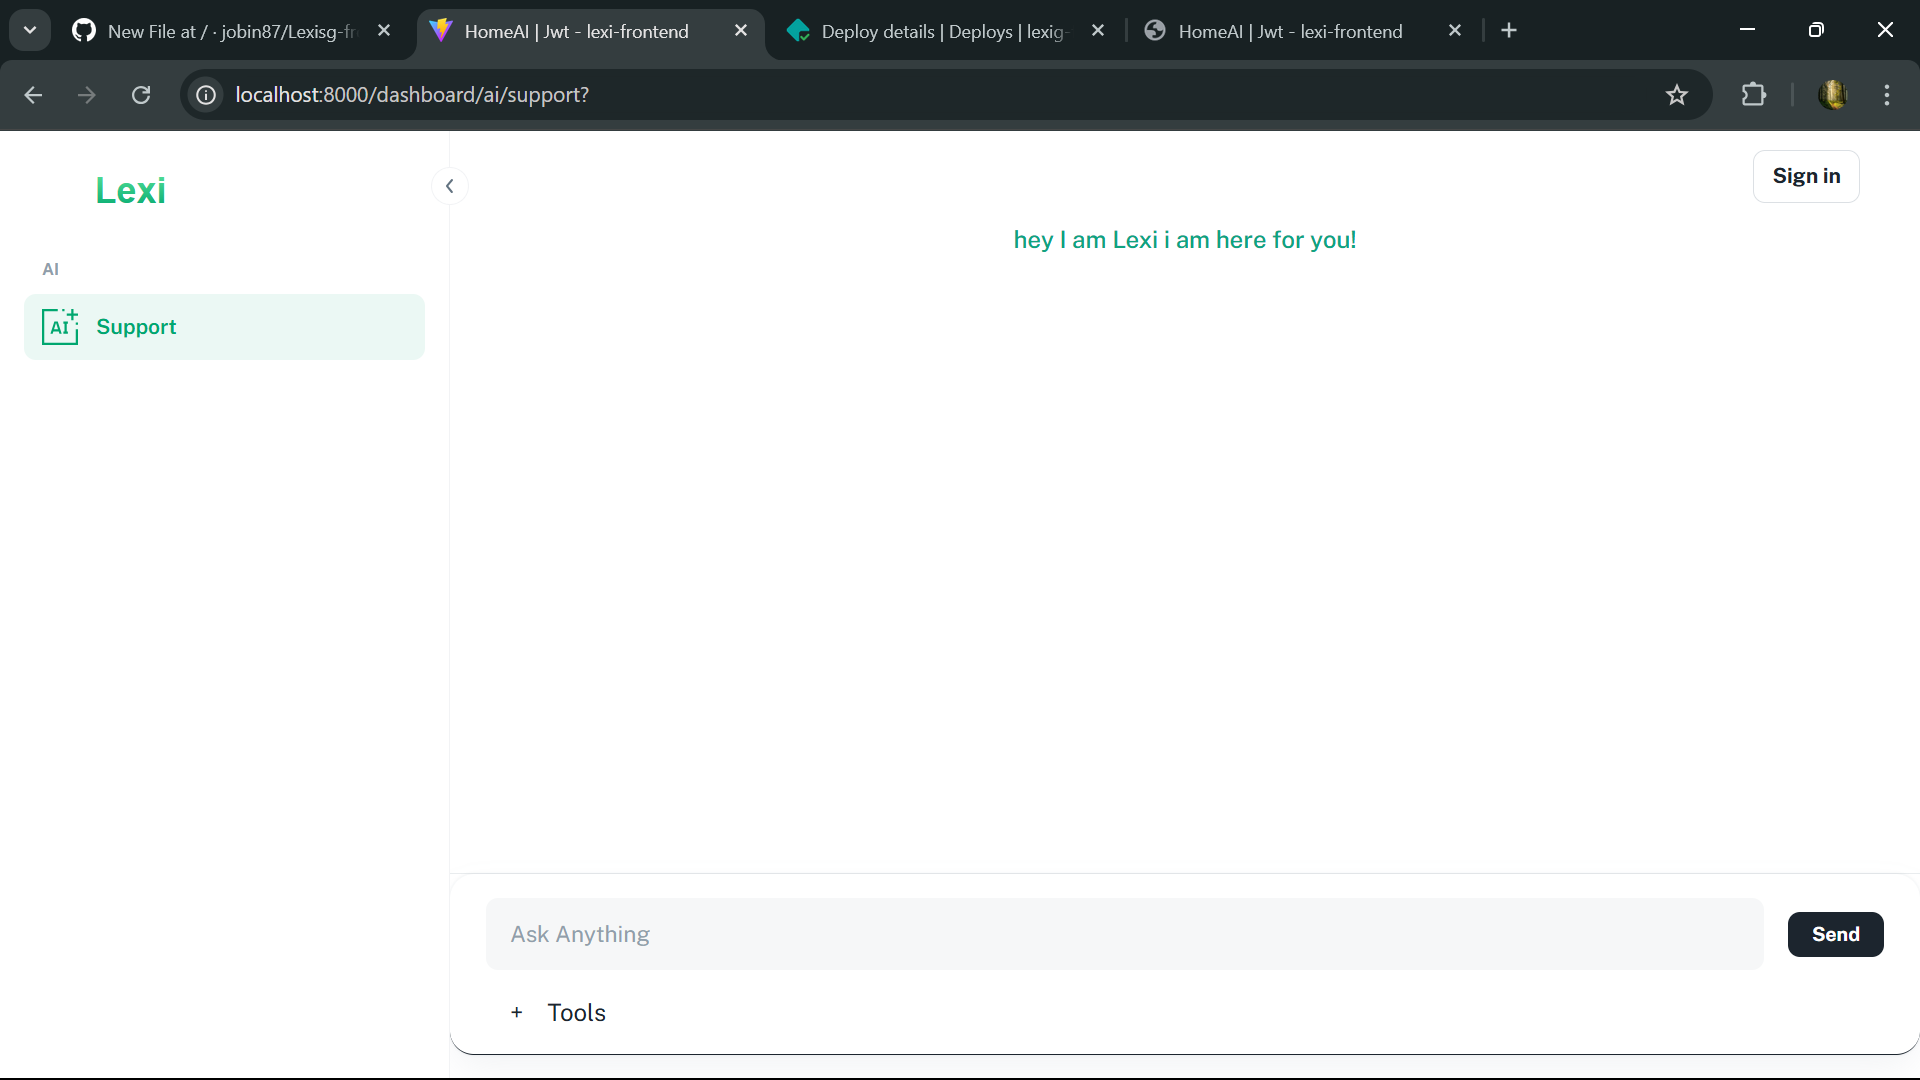 New File at / · jobin87/Lexisg-fr
HomeAI | Jwt - lexi-frontend
Deploy details | Deploys | lexig-
HomeAI | Jwt - lexi-frontend
localhost:8000/dashboard/ai/support?
Lexi
Sign in
hey I am Lexi i am here for you!
AI
AI Support
Ask Anything
Send
+ Tools